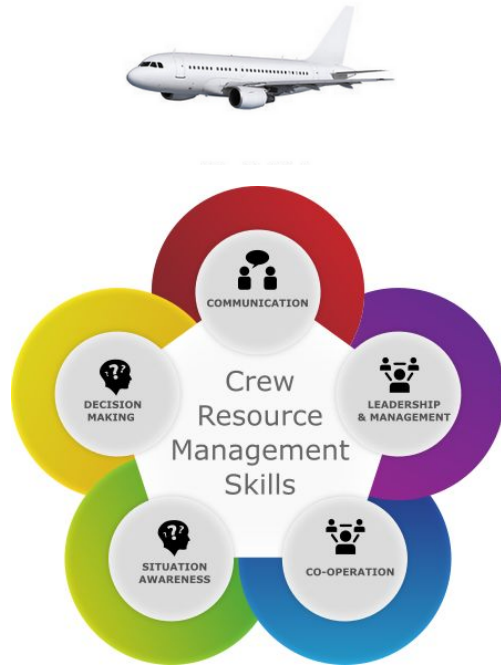 COMMUNICATION
DECISION
MAKING
Crew
Resource
Management
Skills
LEADERSHIP
& MANAGEMENT
SITUATION
AWARENESS
CO-OPERATION